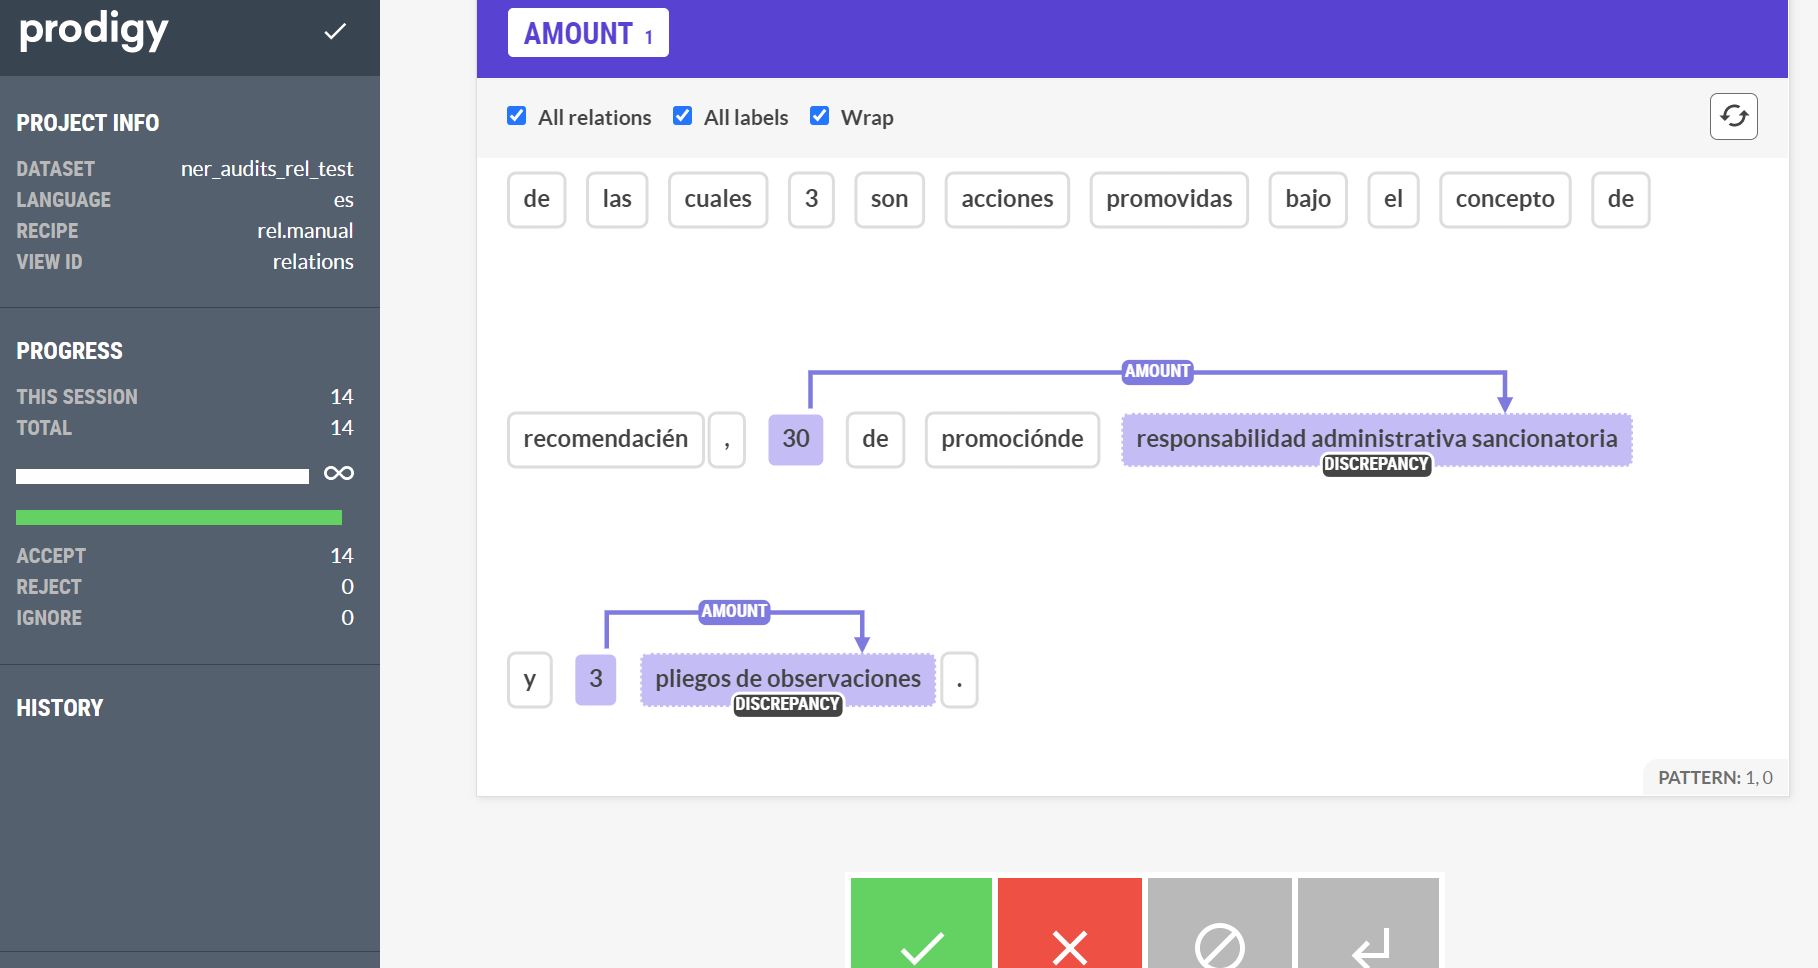 prodigy
PROJECT INFO
DATASET ner_audits_rel_test
LANGUAGE es
RECIPE rel.manual
VIEW ID relations
PROGRESS
THIS SESSION 14
TOTAL 14
∞
ACCEPT 14
REJECT 0
IGNORE 0
HISTORY
AMOUNT 1
All relations All labels Wrap
de las cuales 3 son acciones promovidas bajo el concepto de
AMOUNT
recomendacién , 30 de promociónde responsabilidad administrativa sancionatoria
DISCREPANCY
AMOUNT
y 3 pliegos de observaciones .
DISCREPANCY
PATTERN: 1, 0